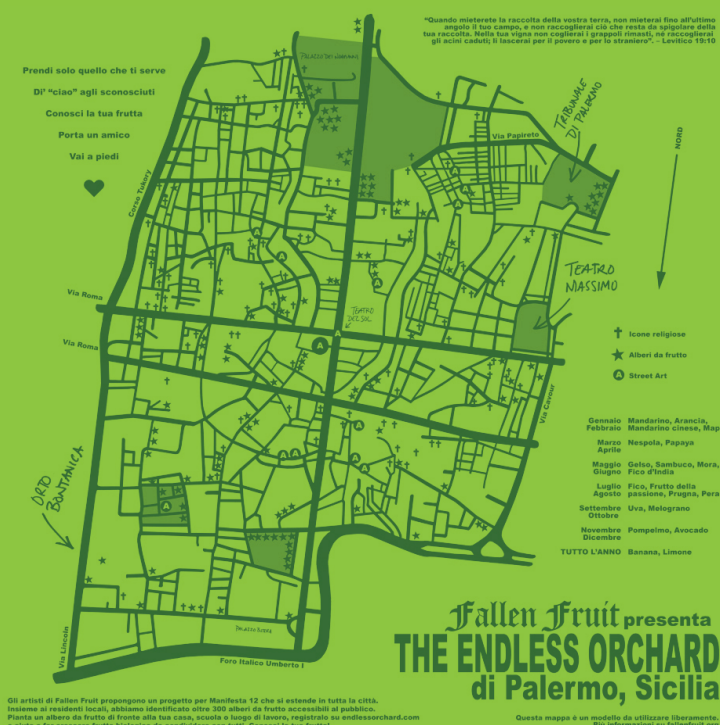 "Quando mieterete la raccolta della vostra terra, non mieterai fino all'ultimo
angolo il tuo campo, e non raccoglierai ciò che resta da spigolare della
tua raccolta. Nella tua vigna non coglierai i grappoli rimasti, né raccoglierai
gli acini caduti; li lascerai per il povero e per lo straniero". – Levitico 19:10
Prendi solo quello che ti serve
Di' "ciao" agli sconosciuti
Conosci la tua frutta
Porta un amico
Vai a piedi
PALAZZO DEI NORMANNI
TRIBUNALE
DI PALERMO
Via Papireto
NORD
Corso Tukory
TEATRO
MASSIMO
Via Roma
TEATRO
DEL SOL
Via Roma
Icone religiose
Alberi da frutto
A Street Art
Via Cavour
Gennaio Mandarino, Arancia,
Febbraio Mandarino cinese, Map
Marzo Nespola, Papaya
Aprile
Maggio Gelso, Sambuco, Mora,
Giugno Fico d'India
Luglio Fico, Frutto della
Agosto passione, Prugna, Pera
Settembre Uva, Melograno
Ottobre
Novembre Pompelmo, Avocado
Dicembre
TUTTO L'ANNO Banana, Limone
ORTO
BONTANICA
Via Lincoln
Foro Italico Umberto I
Fallen Fruit presenta
THE ENDLESS ORCHARD
di Palermo, Sicilia
Gli artisti di Fallen Fruit propongono un progetto per Manifesta 12 che si estende in tutta la città.
Insieme ai residenti locali, abbiamo identificato oltre 300 alberi da frutto accessibili al pubblico.
Pianta un albero da frutto di fronte alla tua casa, scuola o luogo di lavoro, registralo su endlessorchard.com
Questa mappa è un modello da utilizzare liberamente